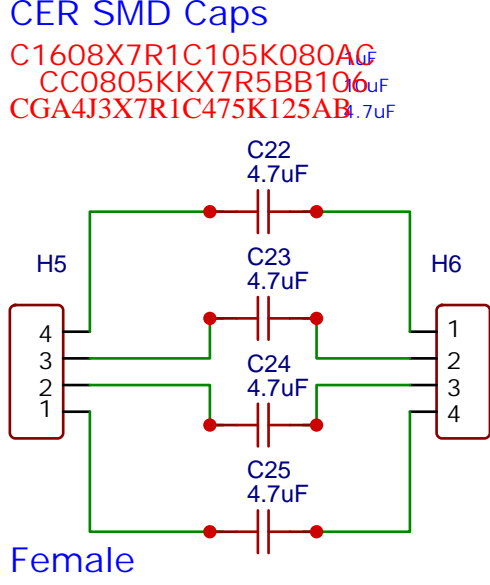 CER SMD Caps
C1608X7R1C105K080AC 1uF
CC0805KKX7R5BB106 10uF
CGA4J3X7R1C475K125AB 4.7uF
C22
4.7uF
H5
C23
4.7uF
H6
4
3
2
1
1
2
3
4
C24
4.7uF
C25
4.7uF
Female